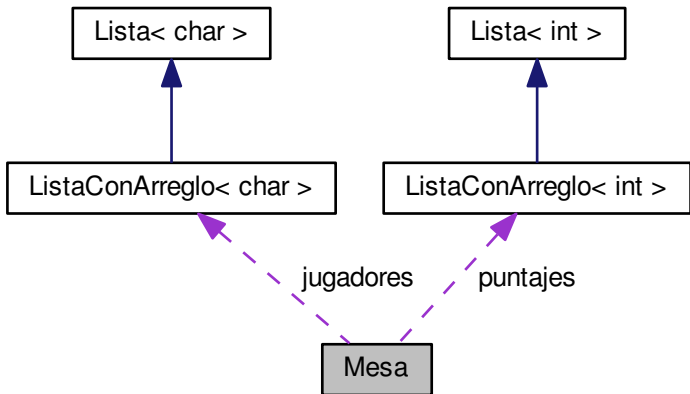 Lista< char >
Lista< int >
ListaConArreglo< char >
ListaConArreglo< int >
jugadores
puntajes
Mesa